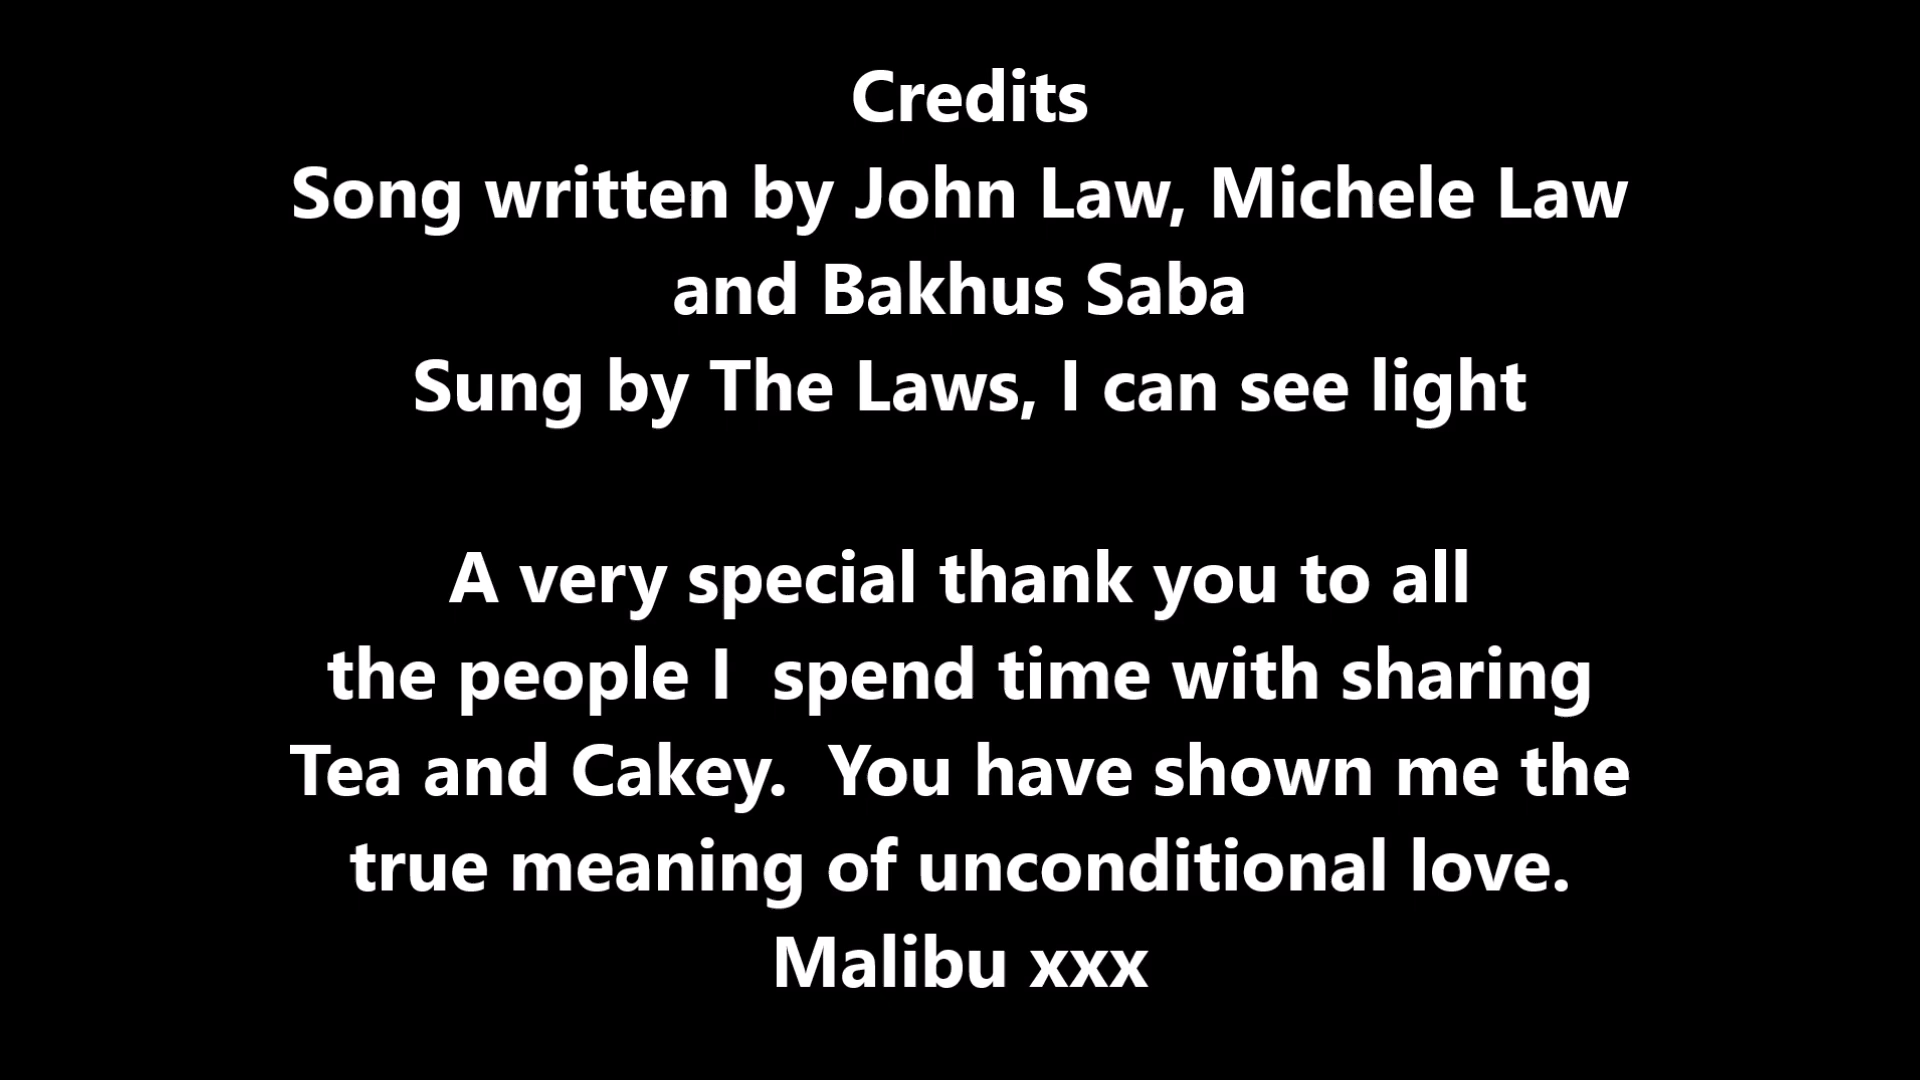 Credits
Song written by John Law, Michele Law
and Bakhus Saba
Sung by The Laws, I can see light
A very special thank you to all
the people I  spend time with sharing
Tea and Cakey.  You have shown me the
true meaning of unconditional love.
Malibu xxx